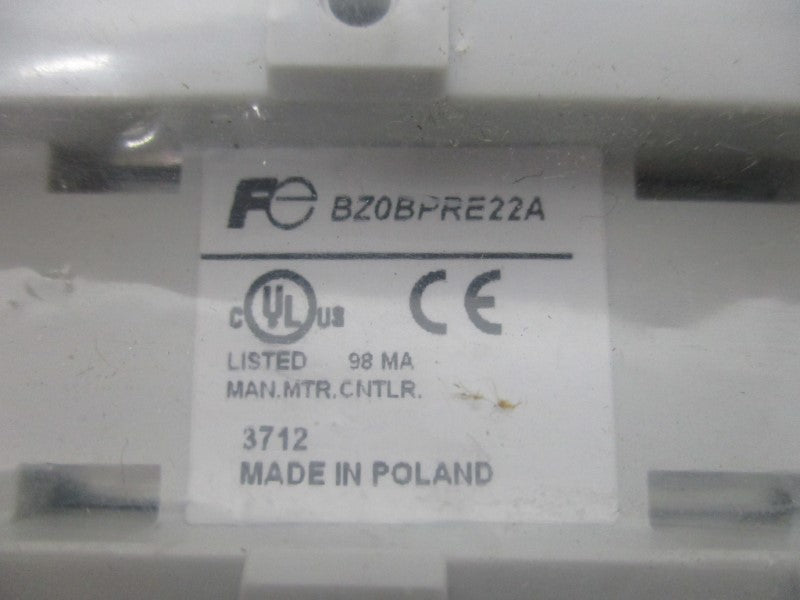 Fe BZ0BPRE22A
C UL US CE
LISTED 98 MA
MAN.MTR.CNTLR.
3712
MADE IN POLAND